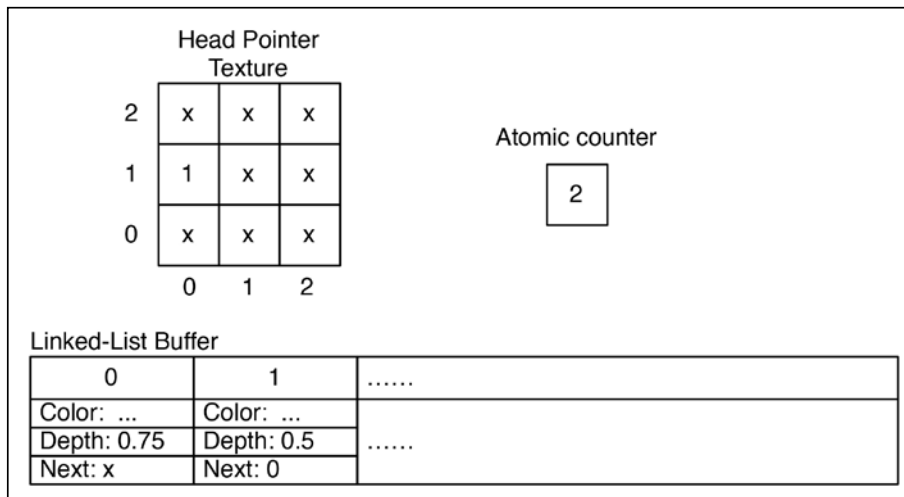 Head Pointer
Texture
2 x x x
Atomic counter
1 1 x x
2
0 x x x
0 1 2
Linked-List Buffer
0 1 ......
Color: ... Color: ...
Depth: 0.75 Depth: 0.5 ......
Next: x Next: 0